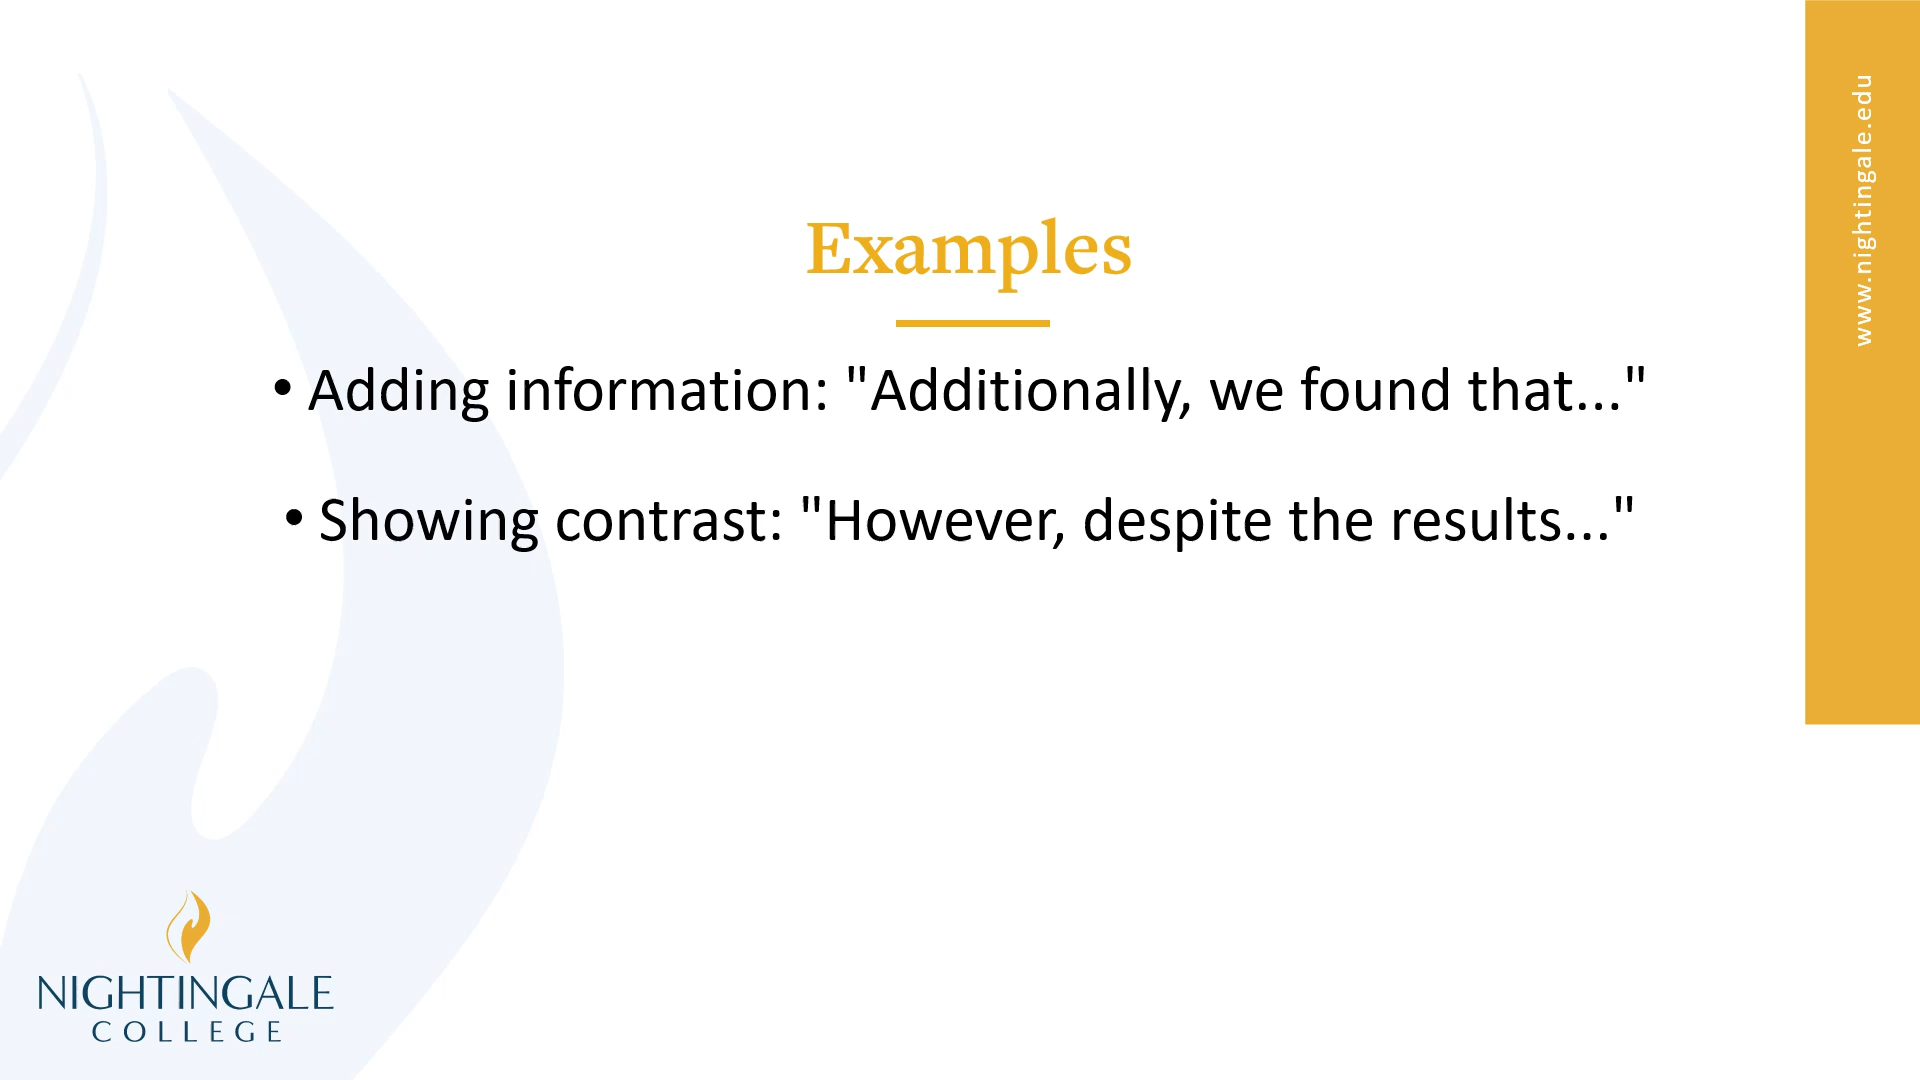 Examples
• Adding information: "Additionally, we found that..."
• Showing contrast: "However, despite the results..."
www.nightingale.edu
NIGHTINGALE
COLLEGE